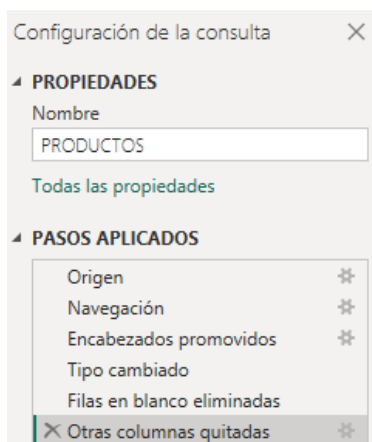 Configuración de la consulta
PROPIEDADES
Nombre
PRODUCTOS
Todas las propiedades
PASOS APLICADOS
Origen
Navegación
Encabezados promovidos
Tipo cambiado
Filas en blanco eliminadas
Otras columnas quitadas